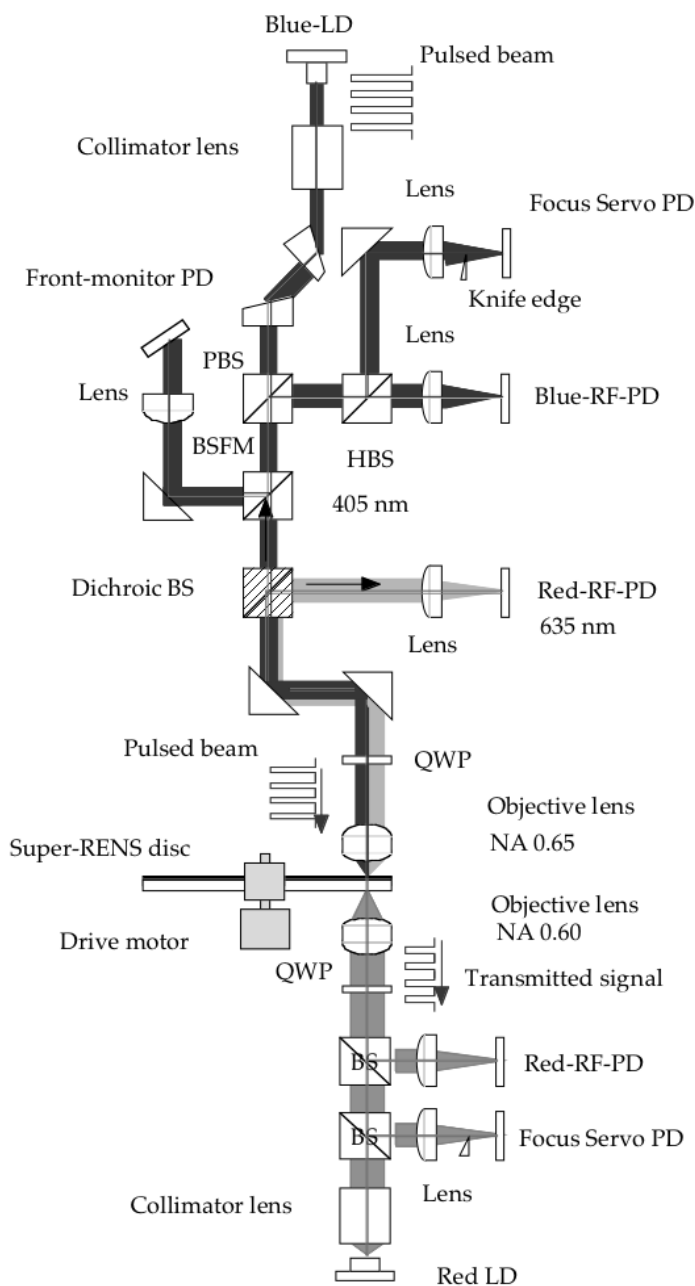 Blue-LD
Pulsed beam
Collimator lens
Lens
Focus Servo PD
Front-monitor PD
Knife edge
Lens
PBS
Lens
Blue-RF-PD
BSFM
HBS
405 nm
Dichroic BS
Red-RF-PD
635 nm
Lens
Pulsed beam
QWP
Objective lens
NA 0.65
Super-RENS disc
Objective lens
NA 0.60
Drive motor
QWP
Transmitted signal
BS
Red-RF-PD
BS
Focus Servo PD
Lens
Collimator lens
Red LD